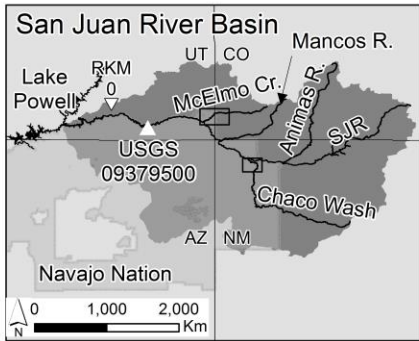 San Juan River Basin
UT CO
Mancos R.
Lake
Powell
RKM
0
McElmo Cr.
Animas R.
SJR
USGS
09379500
Chaco Wash
AZ NM
Navajo Nation
0 1,000 2,000
Km
N